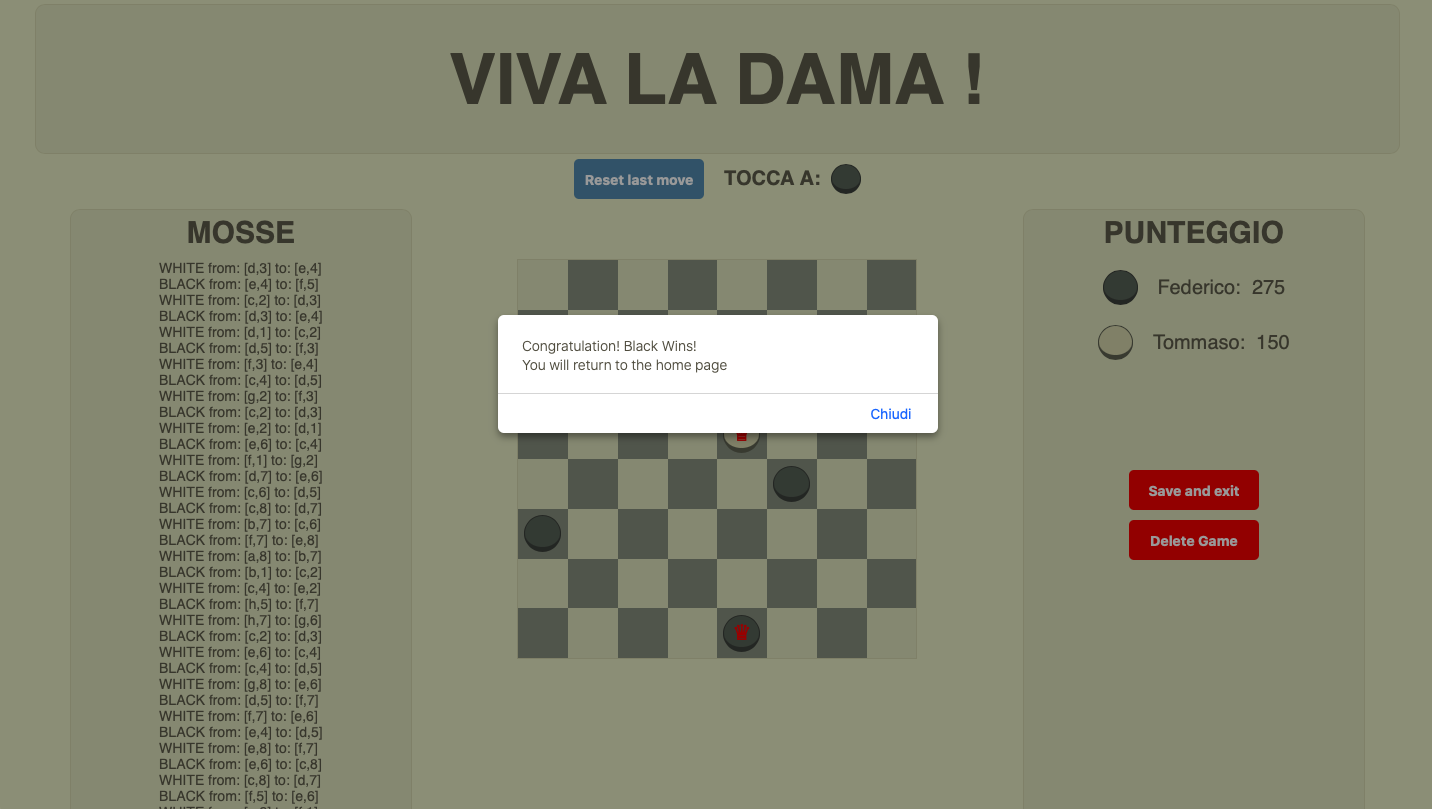 VIVA LA DAMA !
Reset last move
TOCCA A:
MOSSE
WHITE from: [d,3] to: [e,4]
BLACK from: [e,4] to: [f,5]
WHITE from: [c,2] to: [d,3]
BLACK from: [d,3] to: [e,4]
WHITE from: [d,1] to: [c,2]
BLACK from: [d,5] to: [f,3]
WHITE from: [f,3] to: [e,4]
BLACK from: [c,4] to: [d,5]
WHITE from: [g,2] to: [f,3]
BLACK from: [c,2] to: [d,3]
WHITE from: [e,2] to: [d,1]
BLACK from: [e,6] to: [c,4]
WHITE from: [f,1] to: [g,2]
BLACK from: [d,7] to: [e,6]
WHITE from: [c,6] to: [d,5]
BLACK from: [c,8] to: [d,7]
WHITE from: [b,7] to: [c,6]
BLACK from: [f,7] to: [e,8]
WHITE from: [a,8] to: [b,7]
BLACK from: [b,1] to: [c,2]
WHITE from: [c,4] to: [e,2]
BLACK from: [h,5] to: [f,7]
WHITE from: [h,7] to: [g,6]
BLACK from: [c,2] to: [d,3]
WHITE from: [e,6] to: [c,4]
BLACK from: [c,4] to: [d,5]
WHITE from: [g,8] to: [e,6]
BLACK from: [d,5] to: [f,7]
WHITE from: [f,7] to: [e,6]
BLACK from: [e,4] to: [d,5]
WHITE from: [e,8] to: [f,7]
BLACK from: [e,6] to: [c,8]
WHITE from: [c,8] to: [d,7]
BLACK from: [f,5] to: [e,6]
Congratulation! Black Wins!
You will return to the home page
Chiudi
PUNTEGGIO
Federico: 275
Tommaso: 150
Save and exit
Delete Game